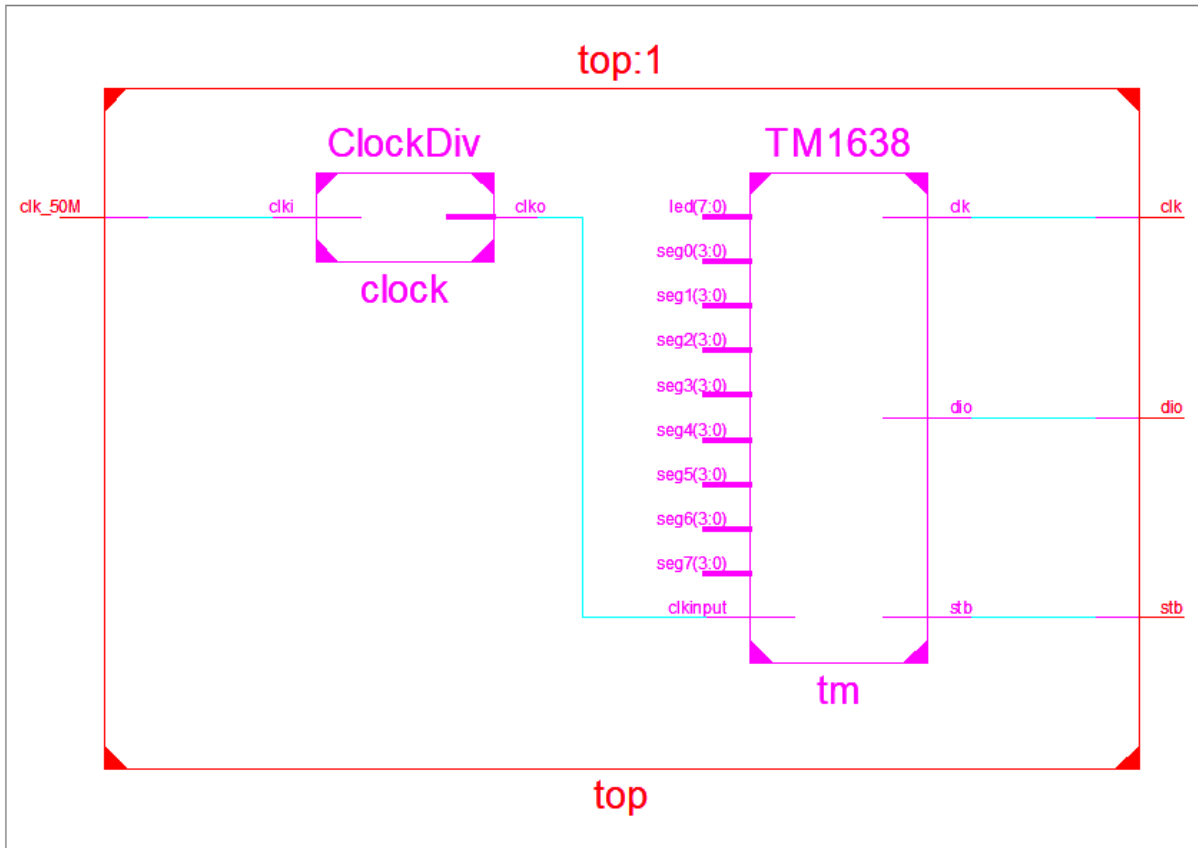 top:1
ClockDiv
TM1638
clk_50M
clki
clko
led(7:0)
clk
clk
seg0(3:0)
clock
seg1(3:0)
seg2(3:0)
seg3(3:0)
dio
dio
seg4(3:0)
seg5(3:0)
seg6(3:0)
seg7(3:0)
clkinput
stb
stb
tm
top